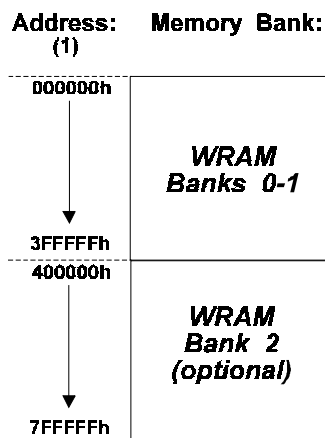 Address: Memory Bank:
(1)
000000h
WRAM
Banks 0-1
3FFFFFh
400000h
WRAM
Bank 2
(optional)
7FFFFFh